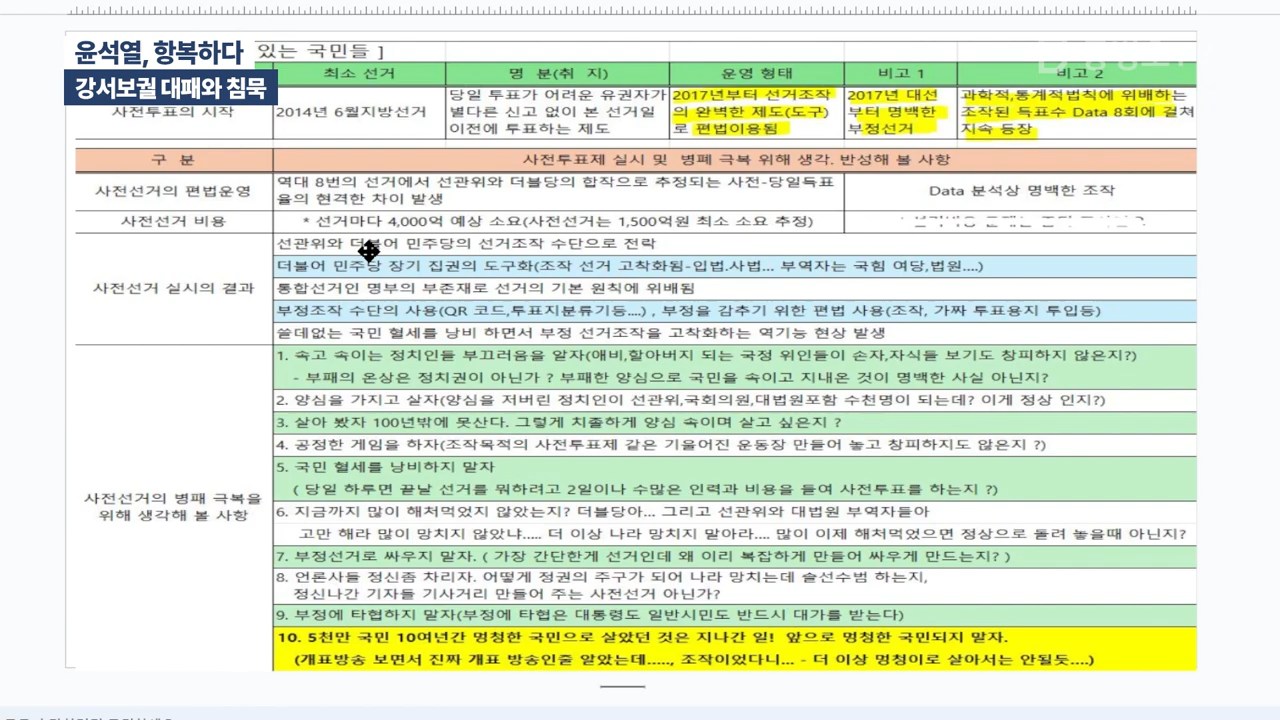 윤석열, 항복하다
강서보궐 대패와 침묵
있는 국민들 ]
최소 선거
명 분(취 지)
운영 형태
비고 1
비고 2
사전투표의 시작
2014년 6월지방선거
당일 투표가 어려운 유권자가
별다른 신고 없이 본 선거일
이전에 투표하는 제도
2017년부터 선거조작
의 완벽한 제도(도구)
로 편법이용됨
2017년 대선
부터 명백한
부정선거
과학적,통계적법칙에 위배하는
조작된 득표수 Data 8회에 걸쳐
지속 등장
구 분
사전투표제 실시 및 병폐 극복 위해 생각. 반성해 볼 사항
사전선거의 편법운영
역대 8번의 선거에서 선관위와 더불당의 합작으로 추정되는 사전-당일득표
율의 현격한 차이 발생
Data 분석상 명백한 조작
사전선거 비용
* 선거마다 4,000억 예상 소요(사전선거는 1,500억원 최소 소요 추정)
사전선거 실시의 결과
선관위와 더불어 민주당의 선거조작 수단으로 전락
더불어 민주당 장기 집권의 도구화(조작 선거 고착화됨-입법.사법... 부역자는 국힘 여당,법원....)
통합선거인 명부의 부존재로 선거의 기본 원칙에 위배됨
부정조작 수단의 사용(QR 코드,투표지분류기등....) , 부정을 감추기 위한 편법 사용(조작, 가짜 투표용지 투입등)
쓸데없는 국민 혈세를 낭비 하면서 부정 선거조작을 고착화하는 역기능 현상 발생
사전선거의 병패 극복을
위해 생각해 볼 사항
1. 속고 속이는 정치인들 부끄러움을 알자(애비,할아버지 되는 국정 위인들이 손자,자식들 보기도 창피하지 않은지?)
- 부패의 온상은 정치권이 아닌가 ? 부패한 양심으로 국민을 속이고 지내온 것이 명백한 사실 아닌지?
2. 양심을 가지고 살자(양심을 저버린 정치인이 선관위,국회의원,대법원포함 수천명이 되는데? 이게 정상 인지?)
3. 살아 봤자 100년밖에 못산다. 그렇게 치졸하게 양심 속이며 살고 싶은지 ?
4. 공정한 게임을 하자(조작목적의 사전투표제 같은 기울어진 운동장 만들어 놓고 창피하지도 않은지 ?)
5. 국민 혈세를 낭비하지 말자
( 당일 하루면 끝날 선거를 뭐하려고 2일이나 수많은 인력과 비용을 들여 사전투표를 하는지 ?)
6. 지금까지 많이 해처먹었지 않았는지? 더불당아... 그리고 선관위와 대법원 부역자들아
고만 해라 많이 망치지 않았냐..... 더 이상 나라 망치지 말아라.... 많이 이제 해처먹었으면 정상으로 돌려 놓을때 아닌지?
7. 부정선거로 싸우지 말자. ( 가장 간단한게 선거인데 왜 이리 복잡하게 만들어 싸우게 만드는지? )
8. 언론사들 정신좀 차리자. 어떻게 정권의 주구가 되어 나라 망치는데 솔선수범 하는지,
정신나간 기자들 기사거리 만들어 주는 사전선거 아닌가?
9. 부정에 타협하지 말자(부정에 타협은 대통령도 일반시민도 반드시 대가를 받는다)
10. 5천만 국민 10여년간 멍청한 국민으로 살았던 것은 지나간 일! 앞으로 멍청한 국민되지 말자.
(개표방송 보면서 진짜 개표 방송인줄 알았는데....., 조작이었다니... - 더 이상 멍청이로 살아서는 안될듯....)